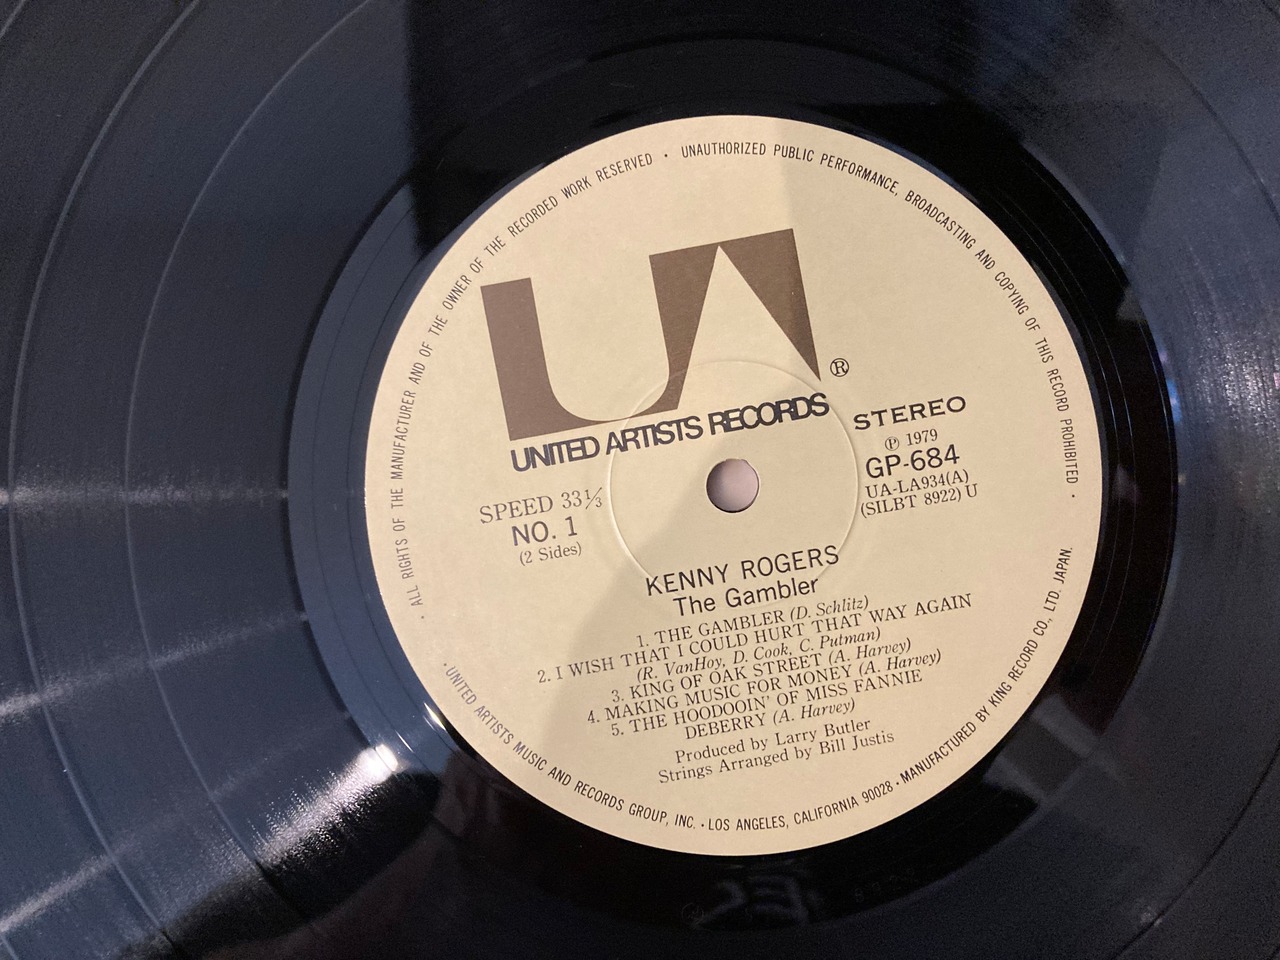 ALL RIGHTS OF THE MANUFACTURER AND OF THE OWNER OF THE RECORDED WORK RESERVED · UNAUTHORIZED PUBLIC PERFORMANCE, BROADCASTING AND COPYING OF THIS RECORD PROHIBITED ·
UA
®
UNITED ARTISTS RECORDS
STEREO
Ⓟ 1979
GP-684
UA-LA934(A)
(SILBT 8922) U
SPEED 33⅓
NO. 1
(2 Sides)
KENNY ROGERS
The Gambler
1. THE GAMBLER (D. Schlitz)
2. I WISH THAT I COULD HURT THAT WAY AGAIN
(R. VanHoy, D. Cook, C. Putman)
3. KING OF OAK STREET (A. Harvey)
4. MAKING MUSIC FOR MONEY (A. Harvey)
5. THE HOODOOIN' OF MISS FANNIE
DEBERRY (A. Harvey)
Produced by Larry Butler
Strings Arranged by Bill Justis
· UNITED ARTISTS MUSIC AND RECORDS GROUP, INC. · LOS ANGELES, CALIFORNIA 90028 · MANUFACTURED BY KING RECORD CO., LTD. JAPAN.